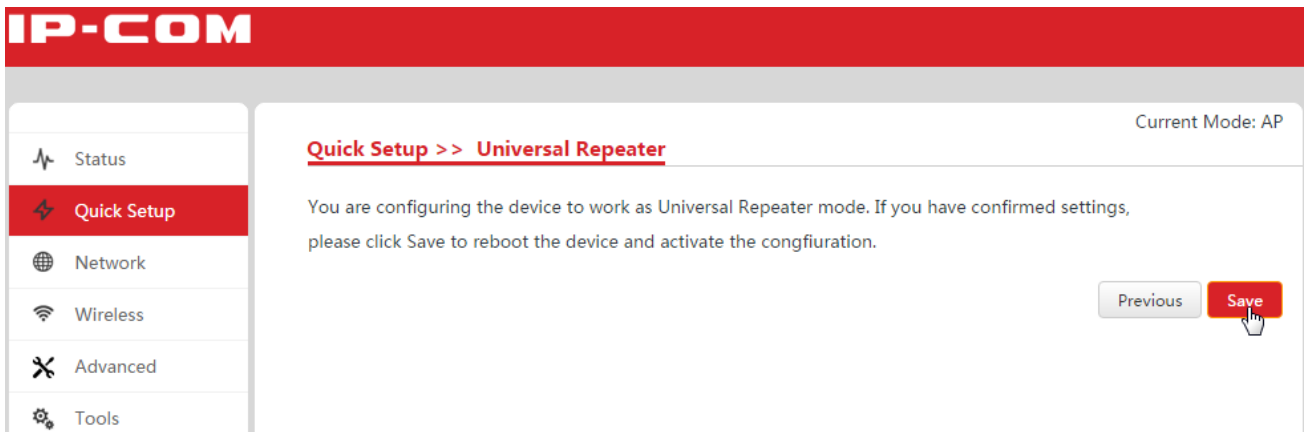 IP-COM
Current Mode: AP
Quick Setup >> Universal Repeater
Status
Quick Setup
Network
Wireless
Advanced
Tools
You are configuring the device to work as Universal Repeater mode. If you have confirmed settings,
please click Save to reboot the device and activate the congfiuration.
Previous
Save